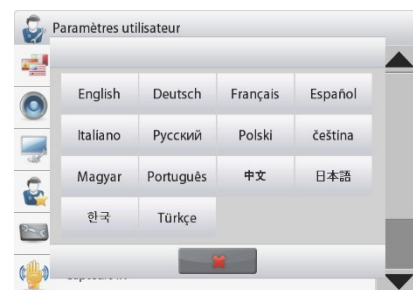 Paramètres utilisateur
English Deutsch Français Español
Italiano Русский Polski čeština
Magyar Português 中文 日本語
한국 Türkçe